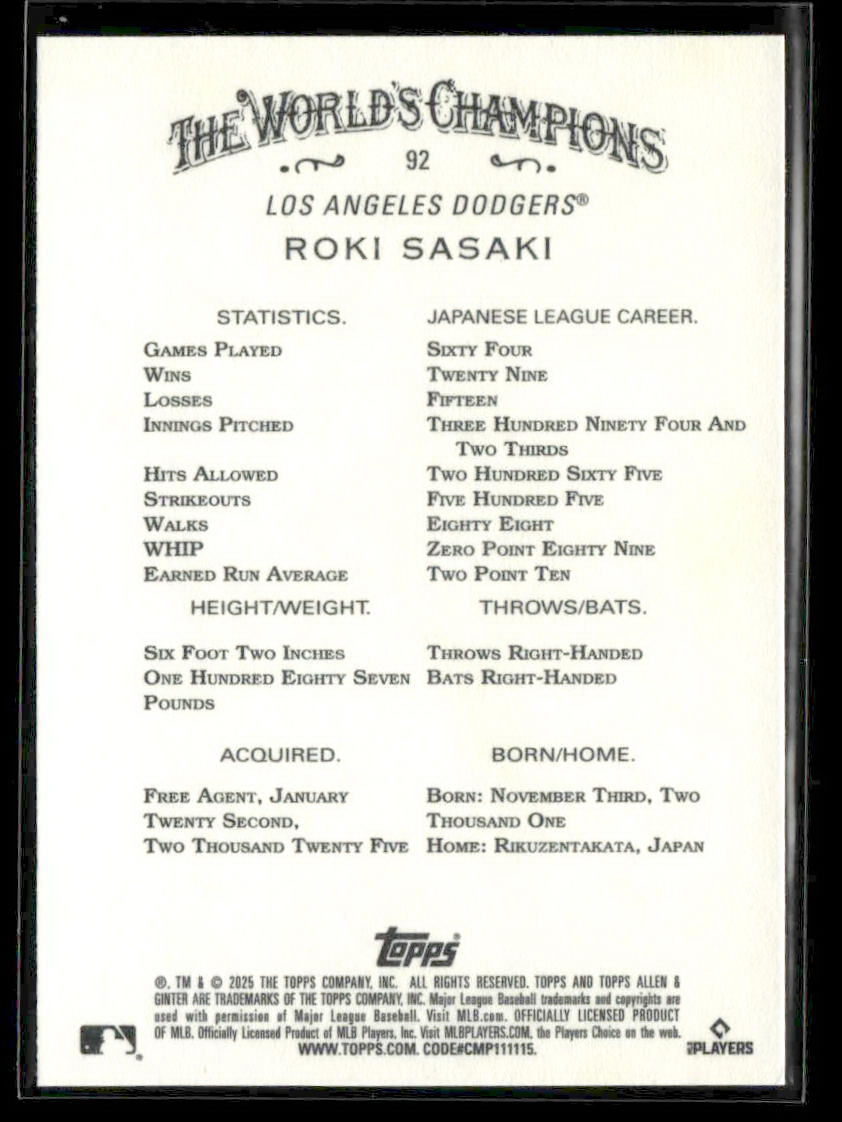 THE WORLD'S CHAMPIONS
92
LOS ANGELES DODGERS®
ROKI SASAKI
STATISTICS. JAPANESE LEAGUE CAREER.
GAMES PLAYED SIXTY FOUR
WINS TWENTY NINE
LOSSES FIFTEEN
INNINGS PITCHED THREE HUNDRED NINETY FOUR AND
TWO THIRDS
HITS ALLOWED TWO HUNDRED SIXTY FIVE
STRIKEOUTS FIVE HUNDRED FIVE
WALKS EIGHTY EIGHT
WHIP ZERO POINT EIGHTY NINE
EARNED RUN AVERAGE TWO POINT TEN
HEIGHT/WEIGHT. THROWS/BATS.
SIX FOOT TWO INCHES THROWS RIGHT-HANDED
ONE HUNDRED EIGHTY SEVEN BATS RIGHT-HANDED
POUNDS
ACQUIRED. BORN/HOME.
FREE AGENT, JANUARY BORN: NOVEMBER THIRD, TWO
TWENTY SECOND, THOUSAND ONE
TWO THOUSAND TWENTY FIVE HOME: RIKUZENTAKATA, JAPAN
topps®
®, TM & © 2025 THE TOPPS COMPANY, INC. ALL RIGHTS RESERVED. TOPPS AND TOPPS ALLEN &
GINTER ARE TRADEMARKS OF THE TOPPS COMPANY, INC. Major League Baseball trademarks and copyrights are
used with permission of Major League Baseball. Visit MLB.com. OFFICIALLY LICENSED PRODUCT
OF MLB. Officially Licensed Product of MLB Players, Inc. Visit MLBPLAYERS.COM, the Players Choice on the web.
WWW.TOPPS.COM. CODE#CMP111115.
PLAYERS